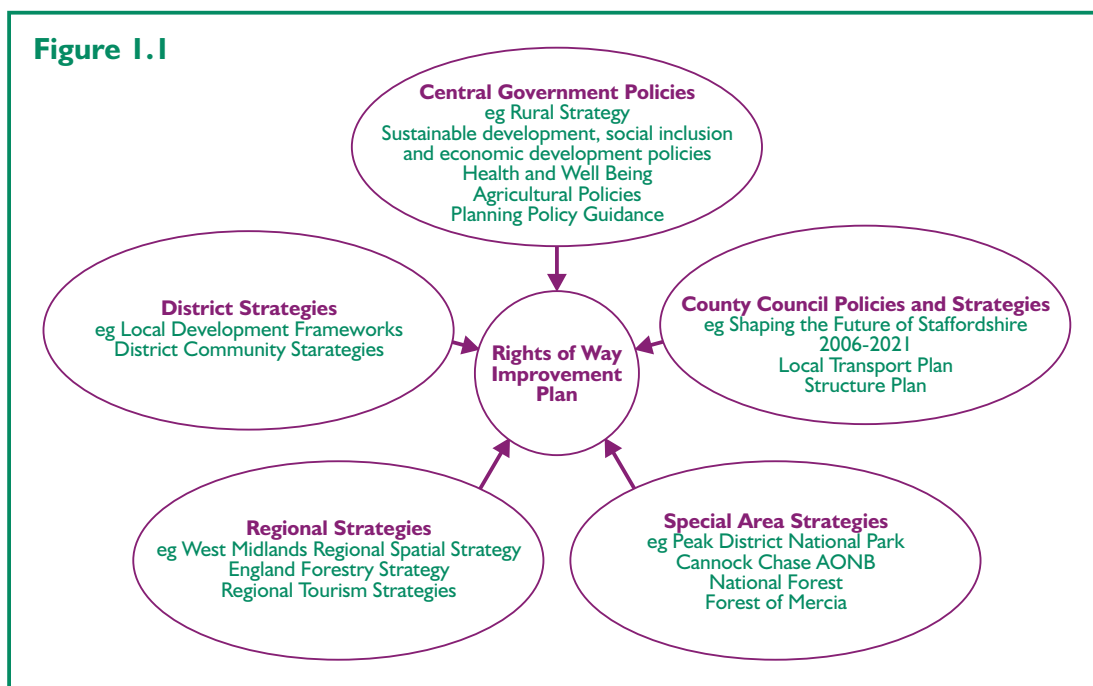 Figure 1.1
Central Government Policies
eg Rural Strategy
Sustainable development, social inclusion
and economic development policies
Health and Well Being
Agricultural Policies
Planning Policy Guidance
District Strategies
eg Local Development Frameworks
District Community Starategies
County Council Policies and Strategies
eg Shaping the Future of Staffordshire
2006-2021
Local Transport Plan
Structure Plan
Rights of Way
Improvement
Plan
Regional Strategies
eg West Midlands Regional Spatial Strategy
England Forestry Strategy
Regional Tourism Strategies
Special Area Strategies
eg Peak District National Park
Cannock Chase AONB
National Forest
Forest of Mercia